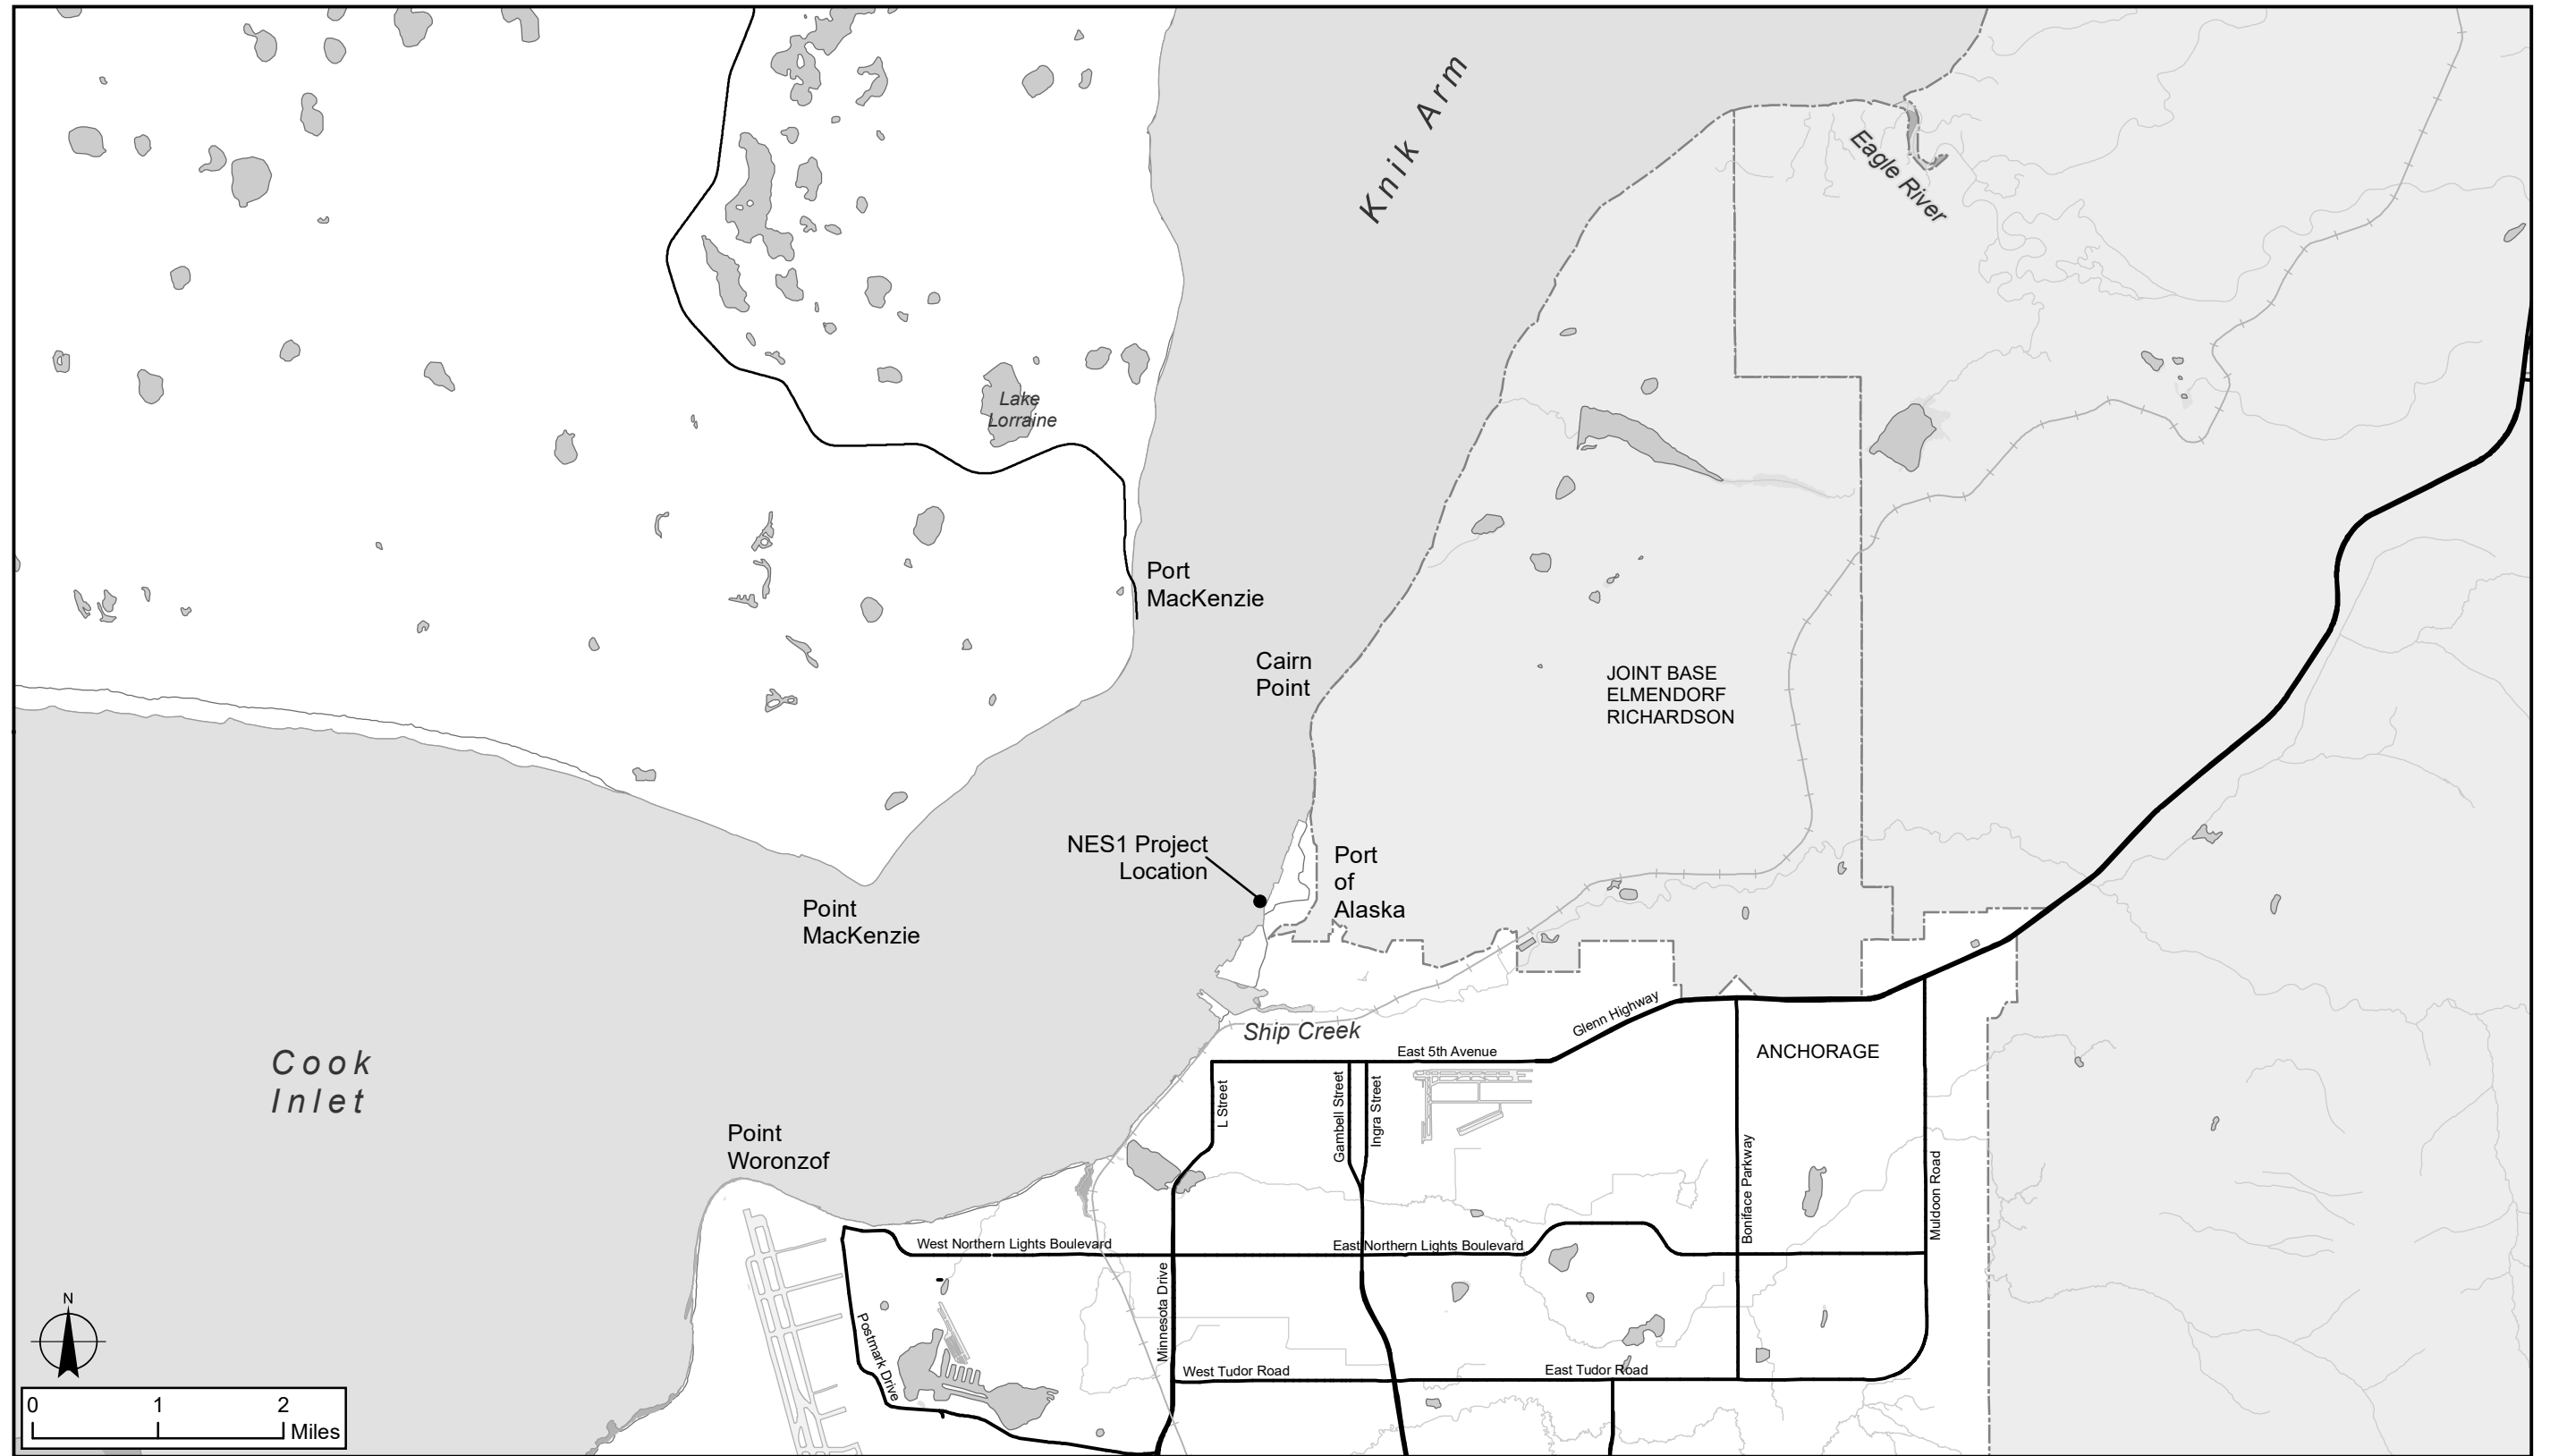 Knik Arm
Eagle River
Lake
Lorraine
Port
MacKenzie
Cairn
Point
JOINT BASE
ELMENDORF
RICHARDSON
NES1 Project
Location
Port
of
Alaska
Point
MacKenzie
Ship Creek
Glenn Highway
East 5th Avenue
ANCHORAGE
Cook
Inlet
L Street
Gambell Street
Ingra Street
Point
Woronzof
Boniface Parkway
Muldoon Road
West Northern Lights Boulevard
East Northern Lights Boulevard
Minnesota Drive
Postmark Drive
West Tudor Road
East Tudor Road
N
0 1 2
Miles